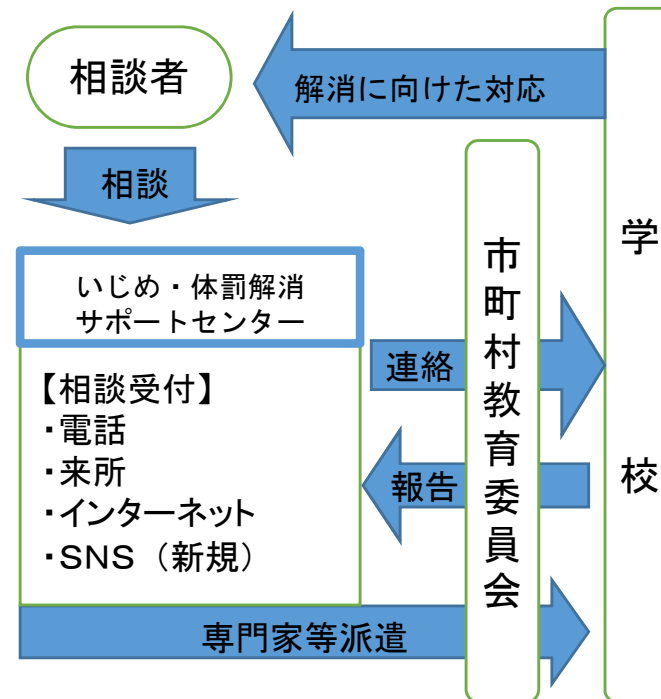 相談者
解消に向けた対応
相談
いじめ・体罰解消
サポートセンター
【相談受付】
・電話
・来所
・インターネット
・SNS（新規）
連絡
報告
専門家等派遣
市町村教育委員会
学校